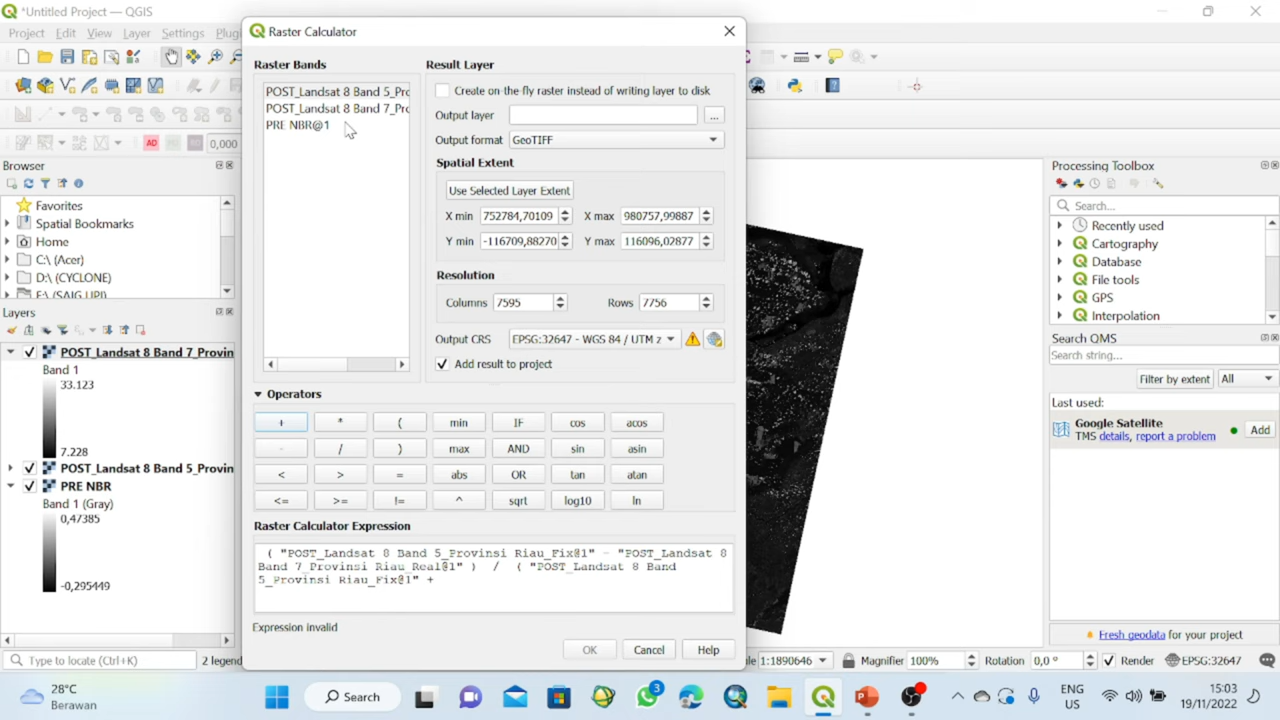 *Untitled Project — QGIS
Project Edit View Layer Settings
Raster Calculator
Raster Bands
POST_Landsat 8 Band 5_Pro
POST_Landsat 8 Band 7_Pro
PRE NBR@1
Result Layer
Create on-the-fly raster instead of writing layer to disk
Output layer
...
Output format GeoTIFF
Spatial Extent
Use Selected Layer Extent
X min 752784,70109 X max 980757,99887
Y min -116709,88270 Y max 116096,02877
Resolution
Columns 7595 Rows 7756
Output CRS EPSG:32647 - WGS 84 / UTM z
Add result to project
Operators
+ * ( min IF cos acos
- / ) max AND sin asin
< > = abs OR tan atan
<= >= != ^ sqrt log10 ln
Raster Calculator Expression
( "POST_Landsat 8 Band 5_Provinsi Riau_Fix@1" - "POST_Landsat 8
Band 7_Provinsi Riau_Real@1" ) / ( "POST_Landsat 8 Band
5_Provinsi Riau_Fix@1" +
Expression invalid
OK Cancel Help
0,000
Browser
Favorites
Spatial Bookmarks
Home
C:\ (Acer)
D:\ (CYCLONE)
Layers
POST_Landsat 8 Band 7_Provin
Band 1
33.123
7.228
POST_Landsat 8 Band 5_Provin
PRE NBR
Band 1 (Gray)
0,47385
-0,295449
Processing Toolbox
Search...
Recently used
Cartography
Database
File tools
GPS
Interpolation
Search QMS
Search string...
Filter by extent All
Last used:
Google Satellite
TMS details, report a problem
Add
Fresh geodata for your project
Type to locate (Ctrl+K) 2 legend
1:1890646 Magnifier 100% Rotation 0,0 ° Render EPSG:32647
28°C
Berawan
Search
3
ENG
US
15:03
19/11/2022